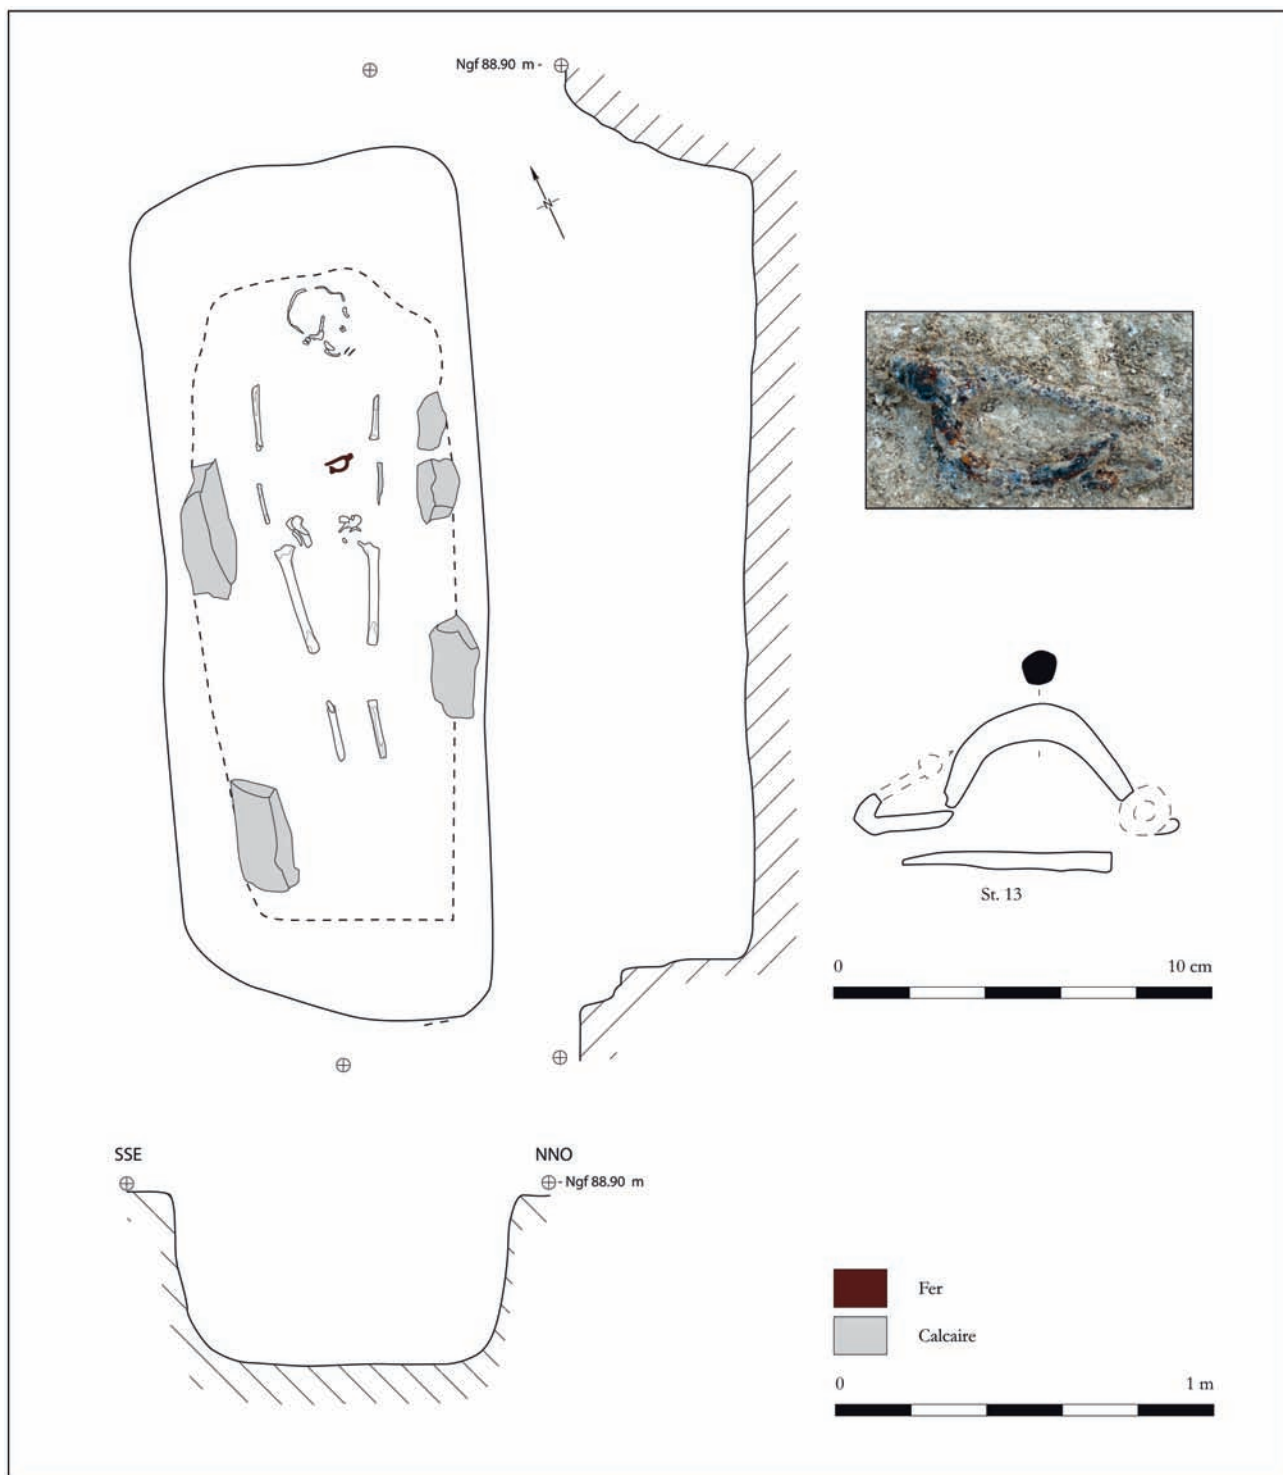 Ngf 88.90 m -
N
St. 13
0 10 cm
SSE NNO
- Ngf 88.90 m
Fer
Calcaire
0 1 m